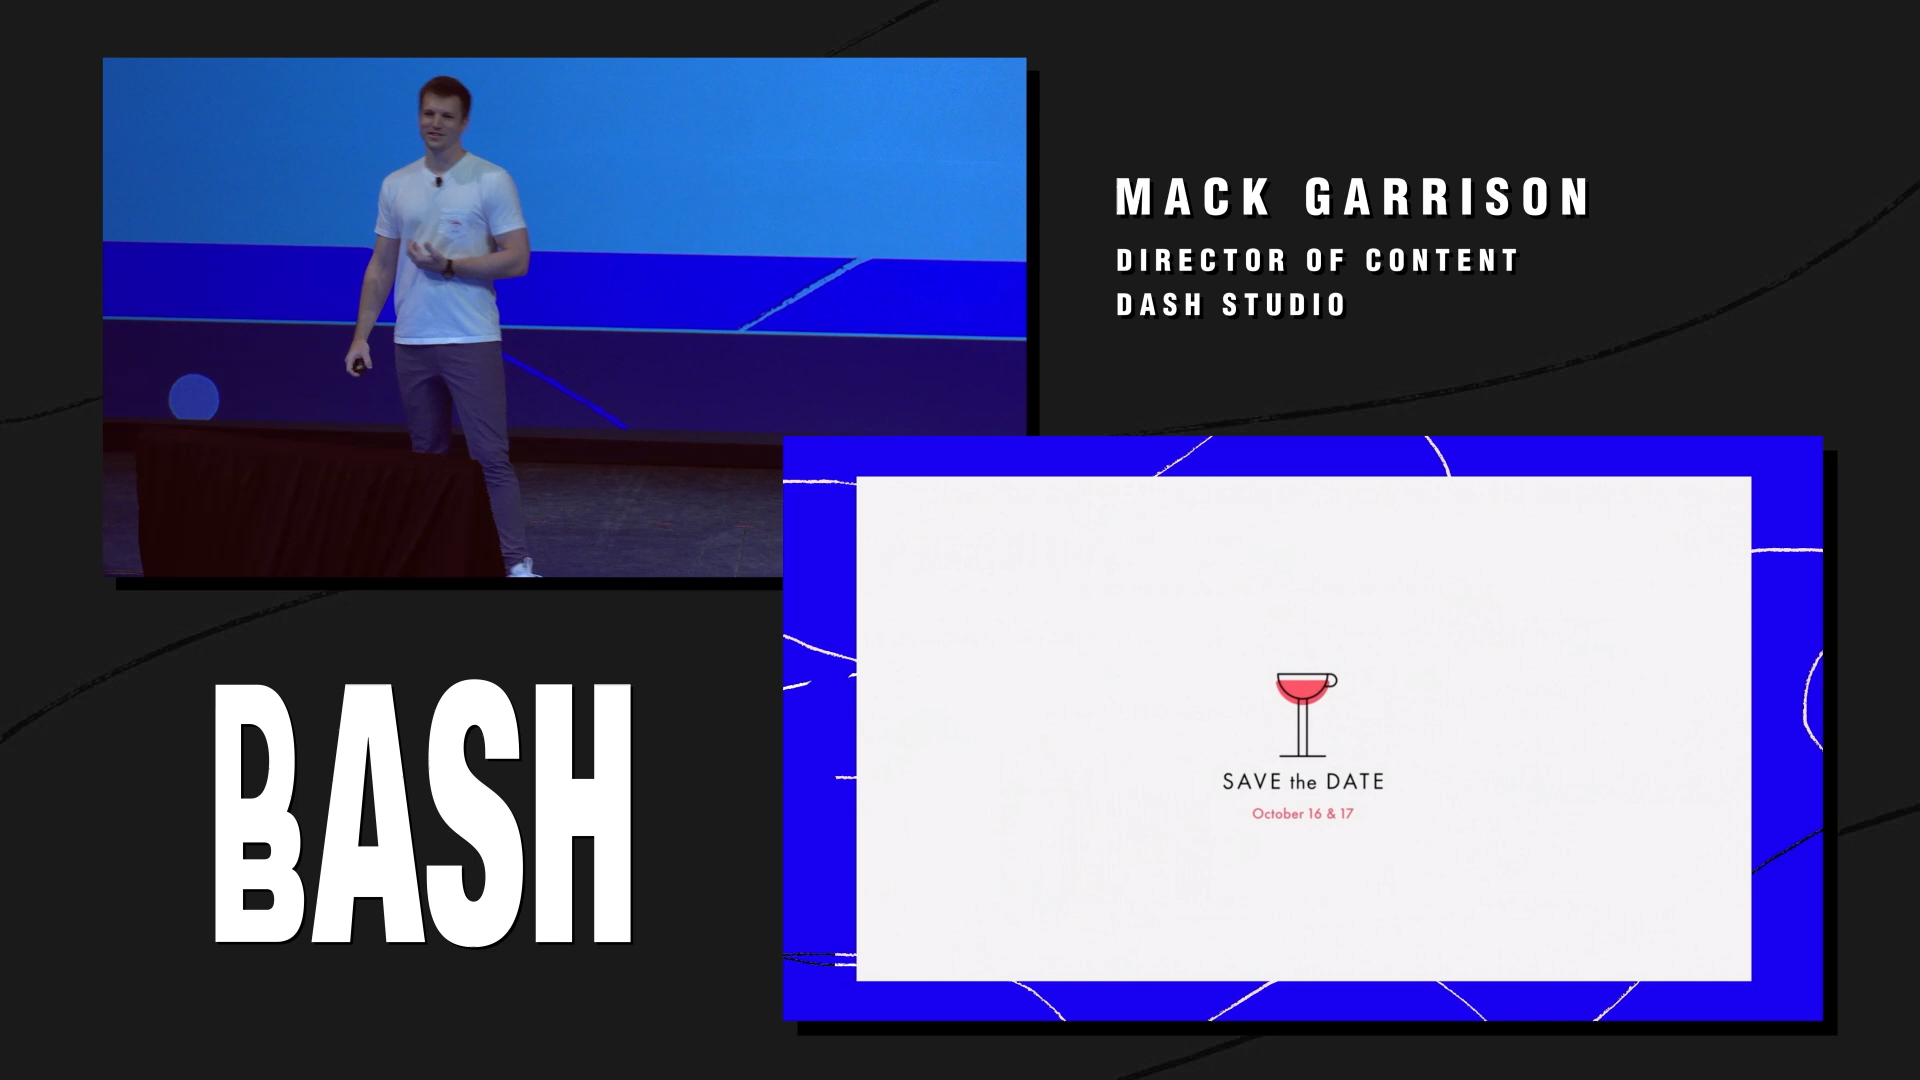 MACK GARRISON
DIRECTOR OF CONTENT
DASH STUDIO
BASH
SAVE the DATE
October 16 & 17